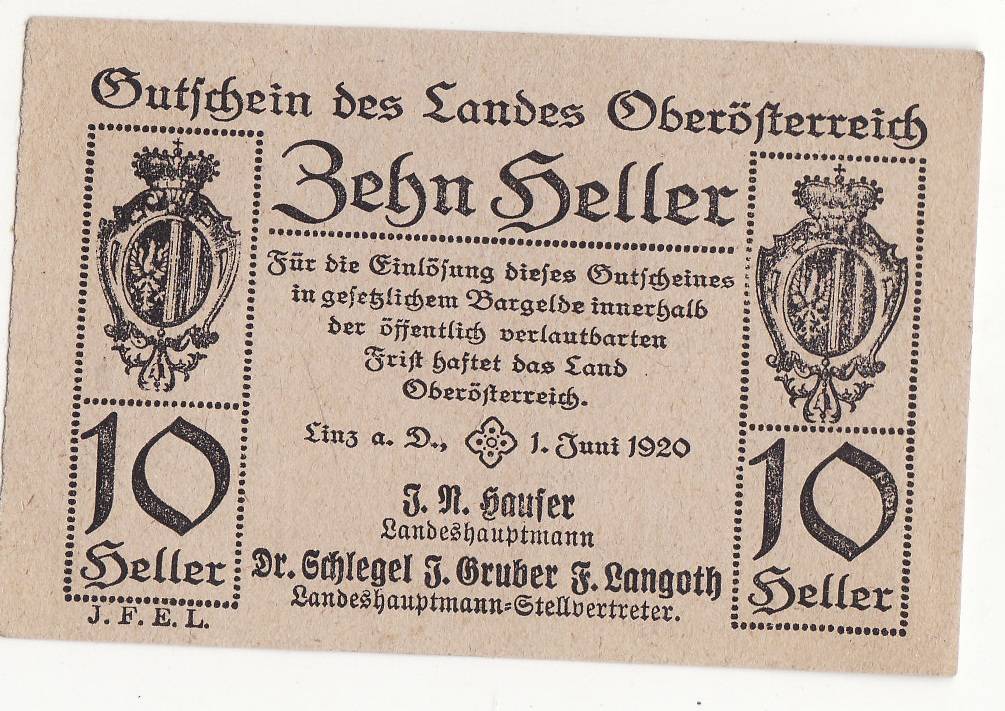 Gutschein des Landes Oberösterreich
Zehn Heller
Für die Einlösung dieses Gutscheines
in gesetzlichem Bargelde innerhalb
der öffentlich verlautbarten
Frist haftet das Land
Oberösterreich.
Linz a. D., 1. Juni 1920
J. N. Hauser
Landeshauptmann
Dr. Schlegel J. Gruber F. Langoth
Landeshauptmann-Stellvertreter.
10
Heller
J. F. E. L.
10
Heller